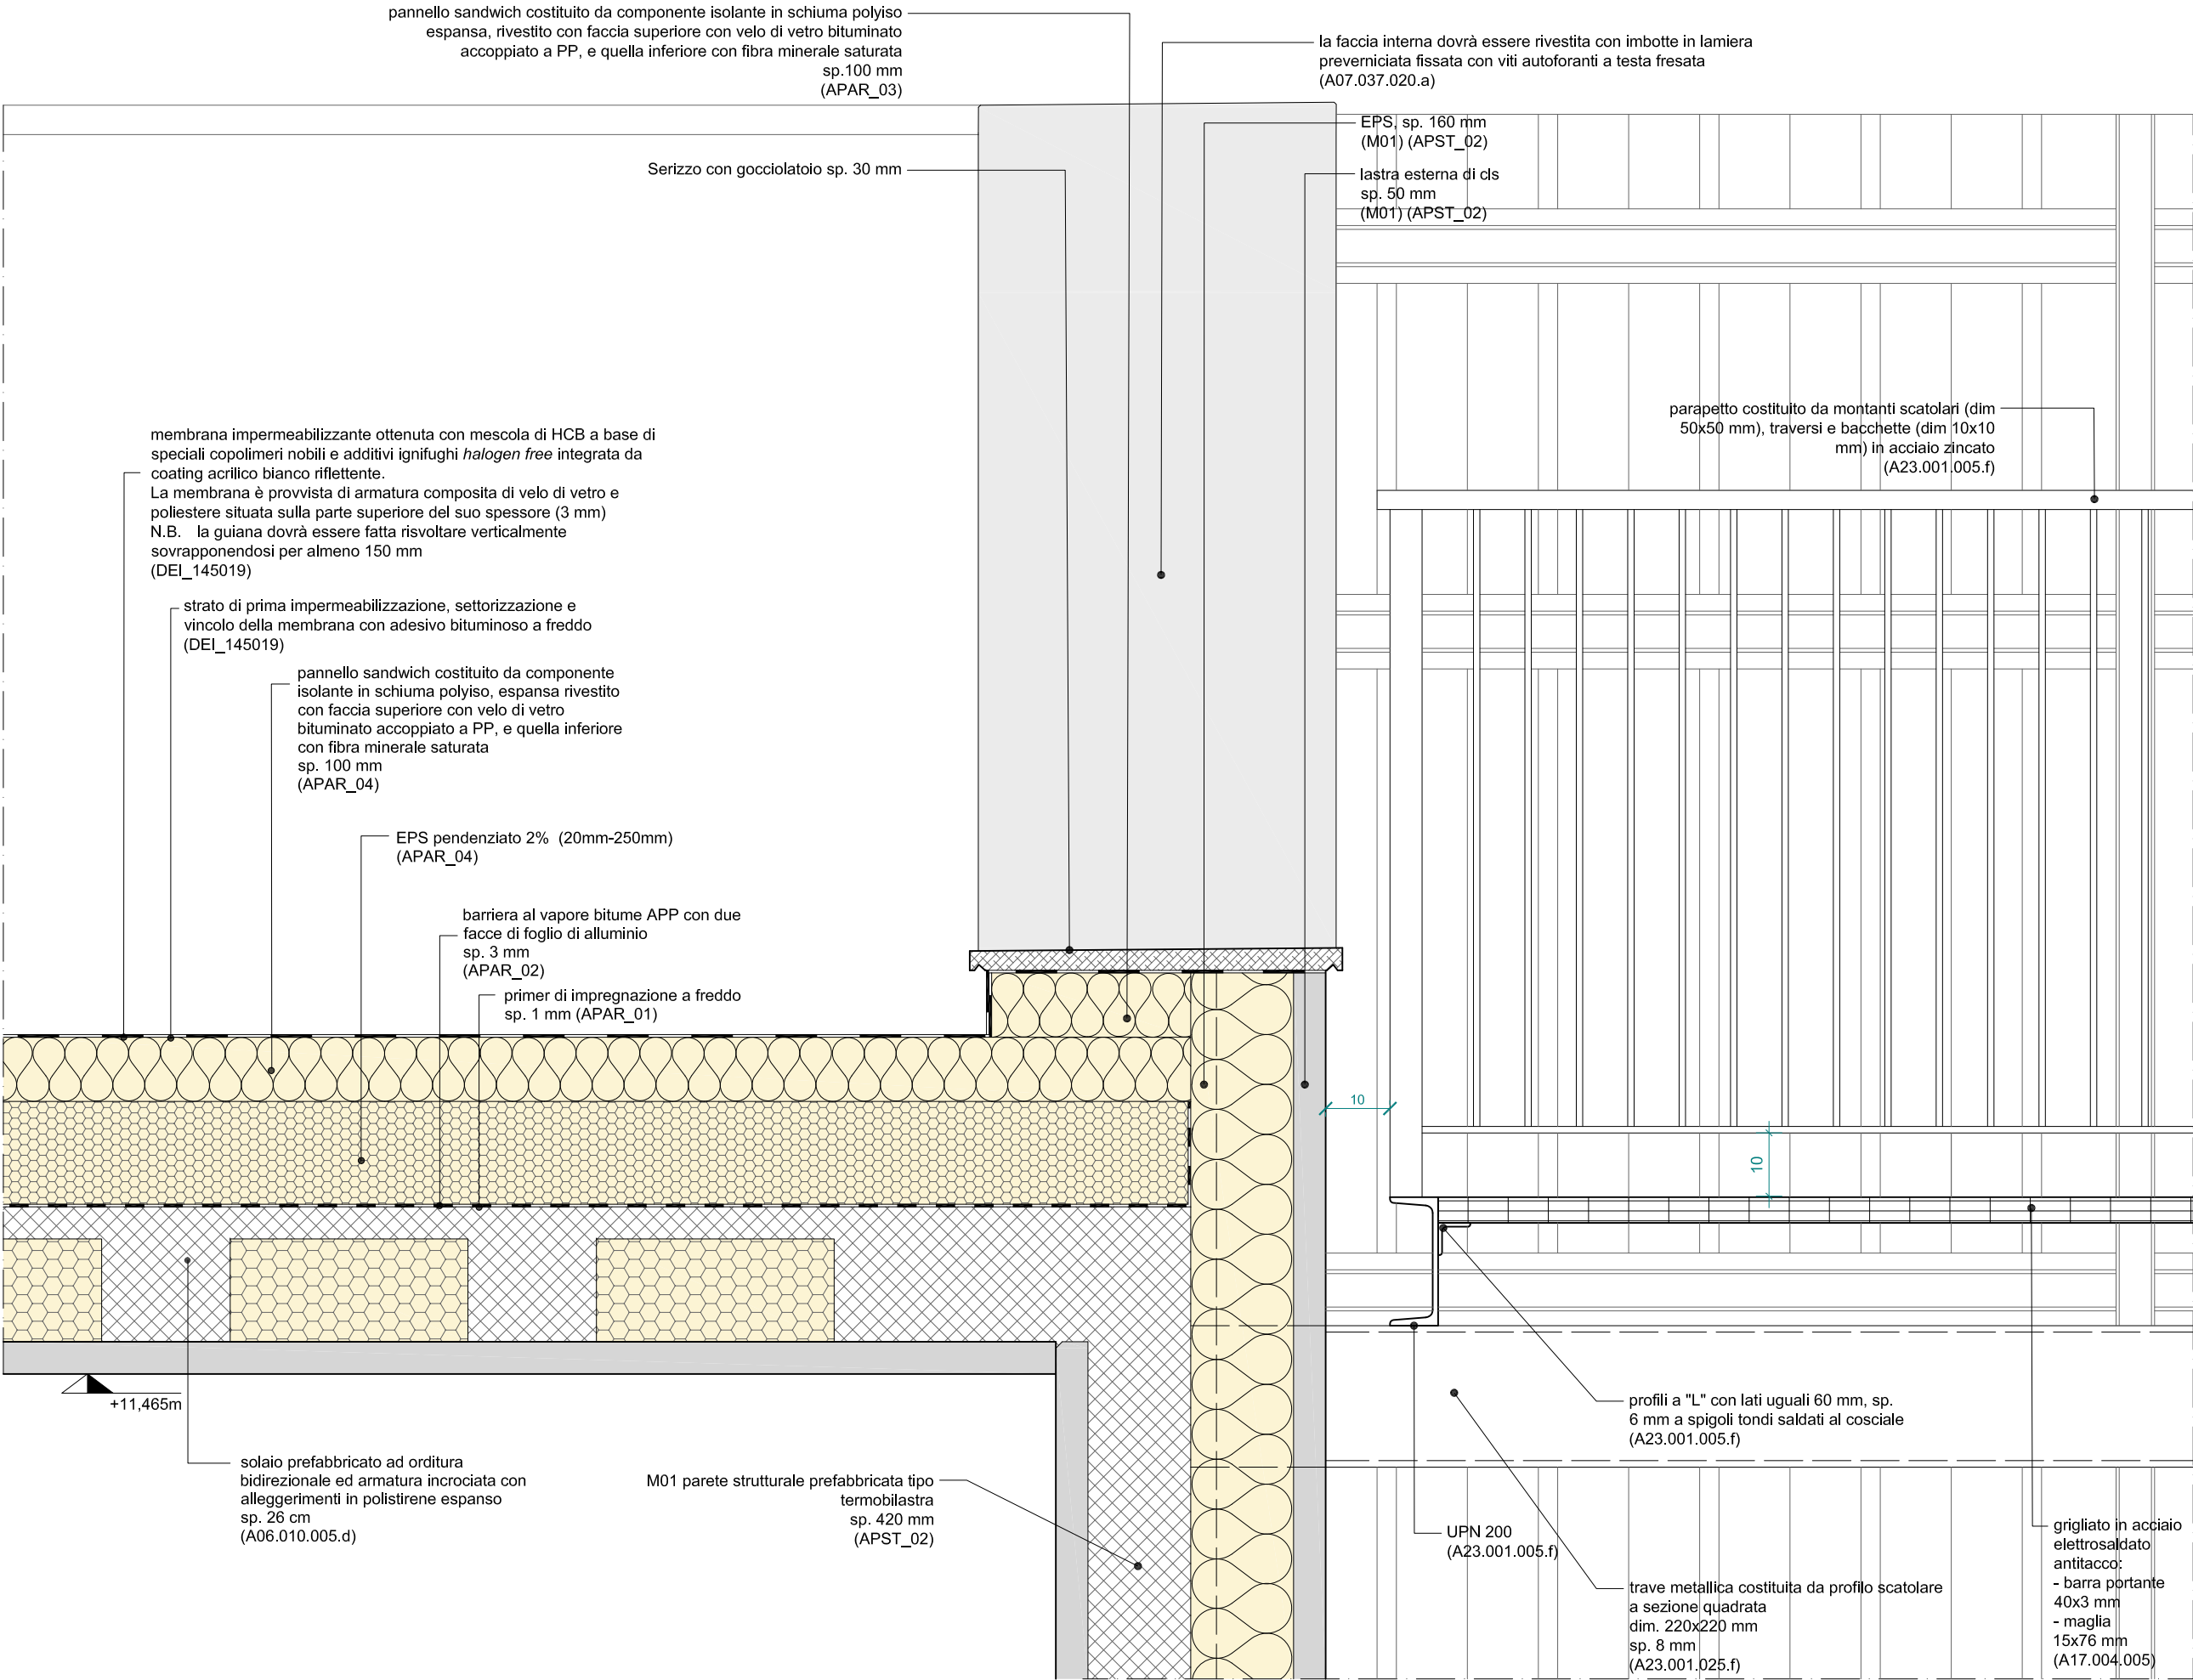 pannello sandwich costituito da componente isolante in schiuma polyiso
espansa, rivestito con faccia superiore con velo di vetro bituminato
accoppiato a PP, e quella inferiore con fibra minerale saturata
sp.100 mm
(APAR_03)
la faccia interna dovrà essere rivestita con imbotte in lamiera
preverniciata fissata con viti autoforanti a testa fresata
(A07.037.020.a)
EPS, sp. 160 mm
(M01) (APST_02)
Serizzo con gocciolatoio sp. 30 mm
lastra esterna di cls
sp. 50 mm
(M01) (APST_02)
parapetto costituito da montanti scatolari (dim
50x50 mm), traversi e bacchette (dim 10x10
mm) in acciaio zincato
(A23.001.005.f)
membrana impermeabilizzante ottenuta con mescola di HCB a base di
speciali copolimeri nobili e additivi ignifughi halogen free integrata da
coating acrilico bianco riflettente.
La membrana è provvista di armatura composita di velo di vetro e
poliestere situata sulla parte superiore del suo spessore (3 mm)
N.B. la guiana dovrà essere fatta risvoltare verticalmente
sovrapponendosi per almeno 150 mm
(DEI_145019)
strato di prima impermeabilizzazione, settorizzazione e
vincolo della membrana con adesivo bituminoso a freddo
(DEI_145019)
pannello sandwich costituito da componente
isolante in schiuma polyiso, espansa rivestito
con faccia superiore con velo di vetro
bituminato accoppiato a PP, e quella inferiore
con fibra minerale saturata
sp. 100 mm
(APAR_04)
EPS pendenziato 2% (20mm-250mm)
(APAR_04)
barriera al vapore bitume APP con due
facce di foglio di alluminio
sp. 3 mm
(APAR_02)
primer di impregnazione a freddo
sp. 1 mm (APAR_01)
10
10
+11,465m
solaio prefabbricato ad orditura
bidirezionale ed armatura incrociata con
alleggerimenti in polistirene espanso
sp. 26 cm
(A06.010.005.d)
M01 parete strutturale prefabbricata tipo
termobilastra
sp. 420 mm
(APST_02)
profili a "L" con lati uguali 60 mm, sp.
6 mm a spigoli tondi saldati al cosciale
(A23.001.005.f)
UPN 200
(A23.001.005.f)
trave metallica costituita da profilo scatolare
a sezione quadrata
dim. 220x220 mm
sp. 8 mm
(A23.001.025.f)
grigliato in acciaio
elettrosaldato
antitacco:
- barra portante
40x3 mm
- maglia
15x76 mm
(A17.004.005)